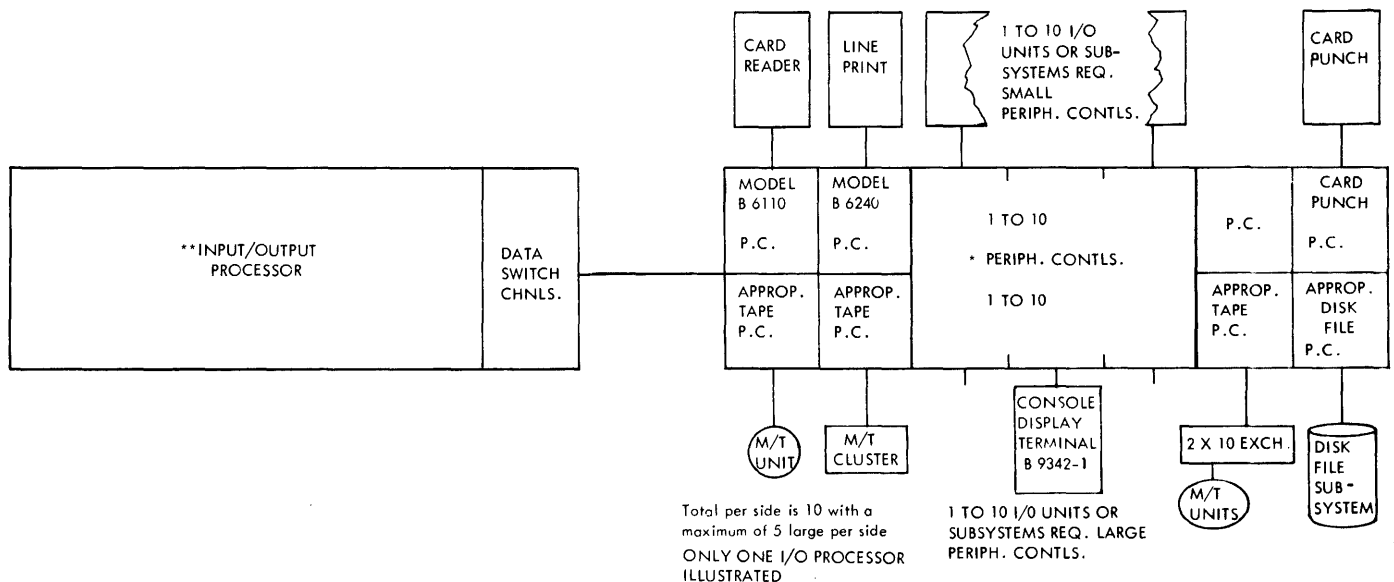 CARD
READER
LINE
PRINT
1 TO 10 I/O
UNITS OR SUB-
SYSTEMS REQ.
SMALL
PERIPH. CONTLS.
CARD
PUNCH
**INPUT/OUTPUT
PROCESSOR
DATA
SWITCH
CHNLS.
MODEL
B 6110
P.C.
MODEL
B 6240
P.C.
1 TO 10
* PERIPH. CONTLS.
1 TO 10
P.C.
CARD
PUNCH
P.C.
APPROP.
TAPE
P.C.
APPROP.
TAPE
P.C.
APPROP.
TAPE
P.C.
APPROP.
DISK
FILE
P.C.
M/T
UNIT
M/T
CLUSTER
CONSOLE
DISPLAY
TERMINAL
B 9342-1
2 X 10 EXCH.
M/T
UNITS
DISK
FILE
SUB-
SYSTEM
Total per side is 10 with a
maximum of 5 large per side
ONLY ONE I/O PROCESSOR
ILLUSTRATED
1 TO 10 I/O UNITS OR
SUBSYSTEMS REQ. LARGE
PERIPH. CONTLS.